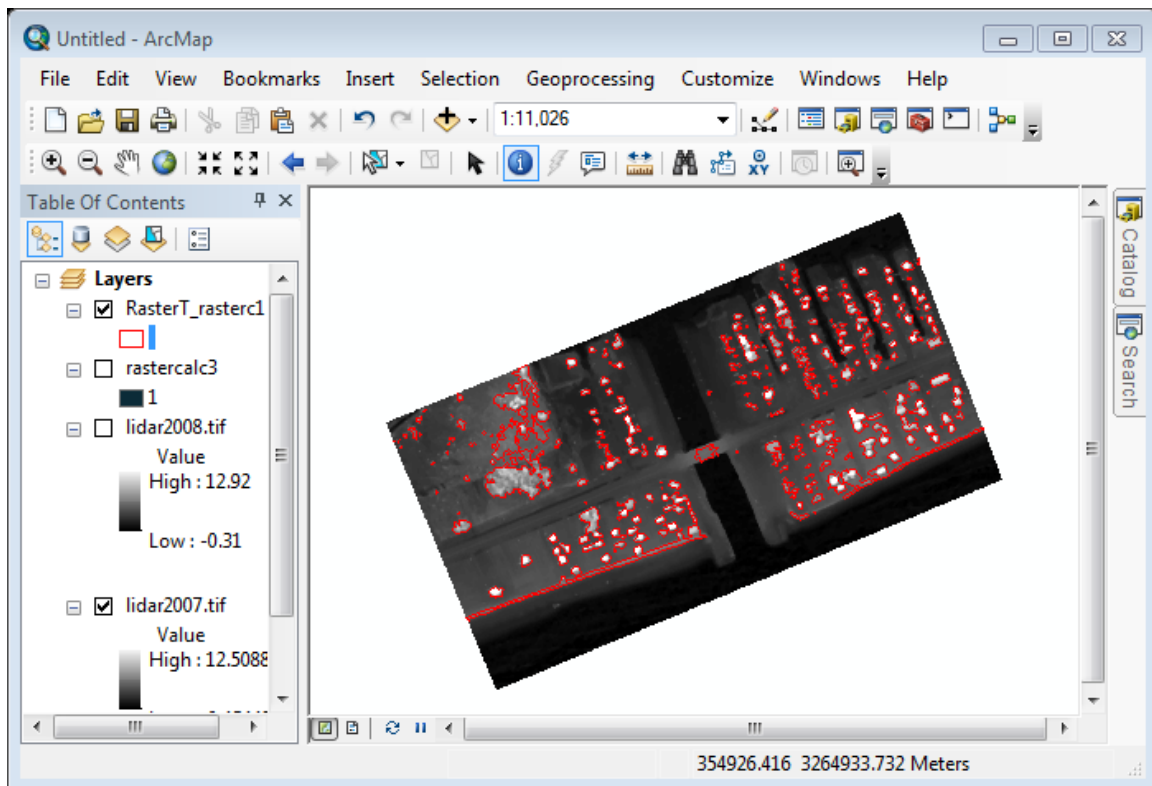 Untitled - ArcMap
File Edit View Bookmarks Insert Selection Geoprocessing Customize Windows Help
1:11,026
XY
Table Of Contents
Layers
RasterT_rasterc1
rastercalc3
1
lidar2008.tif
Value
High : 12.92
Low : -0.31
lidar2007.tif
Value
High : 12.5088
Catalog
Search
354926.416 3264933.732 Meters